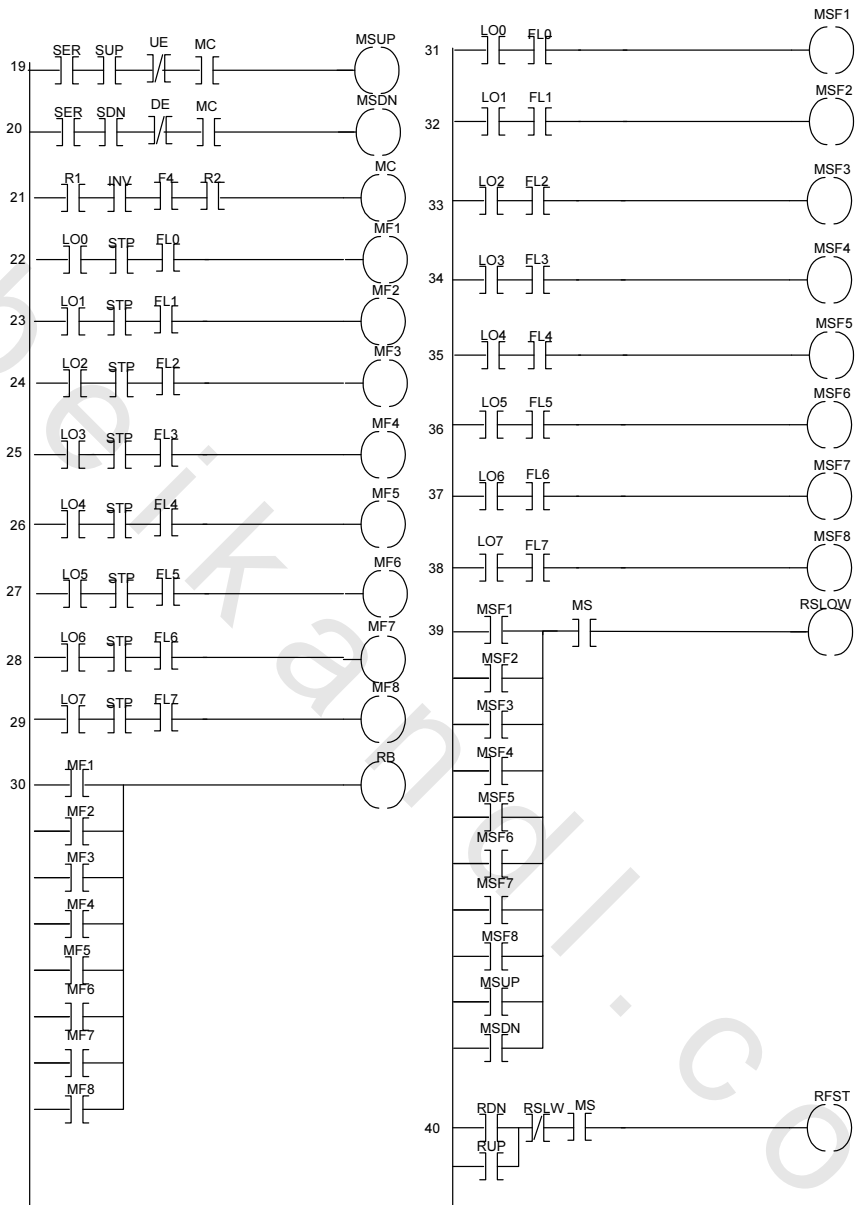 19 SER SUP UE MC MSUP
20 SER SDN DE MC MSDN
21 R1 INV F4 R2 MC
22 LO0 STP FL0 MF1
23 LO1 STP FL1 MF2
24 LO2 STP FL2 MF3
25 LO3 STP FL3 MF4
26 LO4 STP FL4 MF5
27 LO5 STP FL5 MF6
28 LO6 STP FL6 MF7
29 LO7 STP FL7 MF8
30 MF1 RB
MF2
MF3
MF4
MF5
MF6
MF7
MF8
31 LO0 FL0 MSF1
32 LO1 FL1 MSF2
33 LO2 FL2 MSF3
34 LO3 FL3 MSF4
35 LO4 FL4 MSF5
36 LO5 FL5 MSF6
37 LO6 FL6 MSF7
38 LO7 FL7 MSF8
39 MSF1 MS RSLOW
MSF2
MSF3
MSF4
MSF5
MSF6
MSF7
MSF8
MSUP
MSDN
40 RDN RSLW MS RFST
RUP
beikandl.co